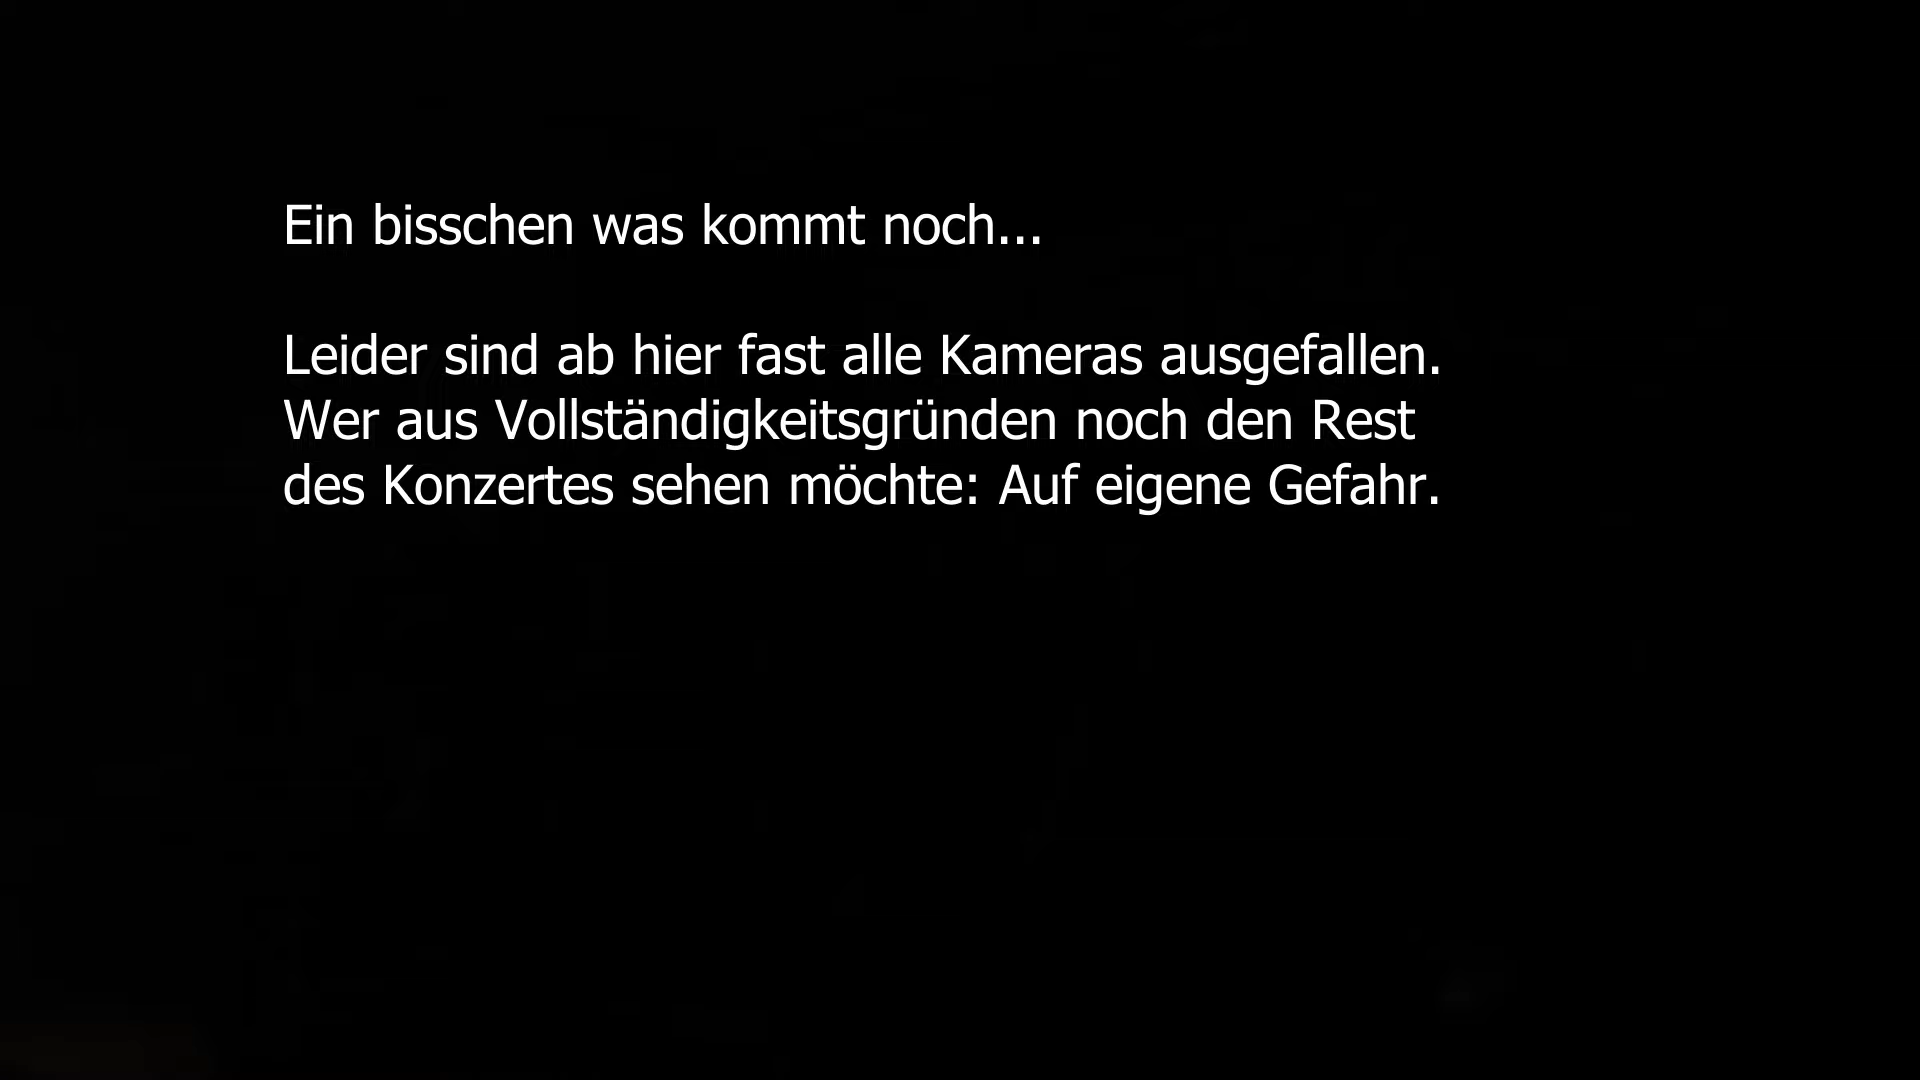 Ein bisschen was kommt noch...
Leider sind ab hier fast alle Kameras ausgefallen.
Wer aus Vollständigkeitsgründen noch den Rest
des Konzertes sehen möchte: Auf eigene Gefahr.